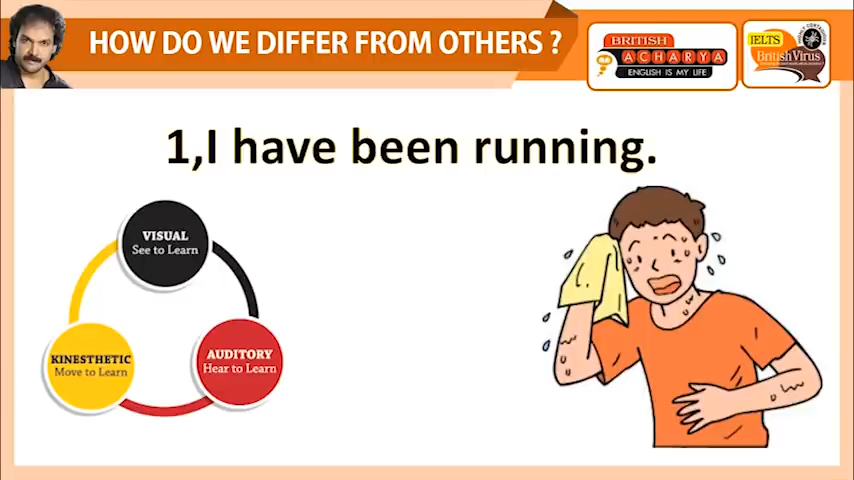 HOW DO WE DIFFER FROM OTHERS ?
BRITISH
ACHARYA
ENGLISH IS MY LIFE
IELTS
BritishVirus
1,I have been running.
VISUAL
See to Learn
KINESTHETIC
Move to Learn
AUDITORY
Hear to Learn